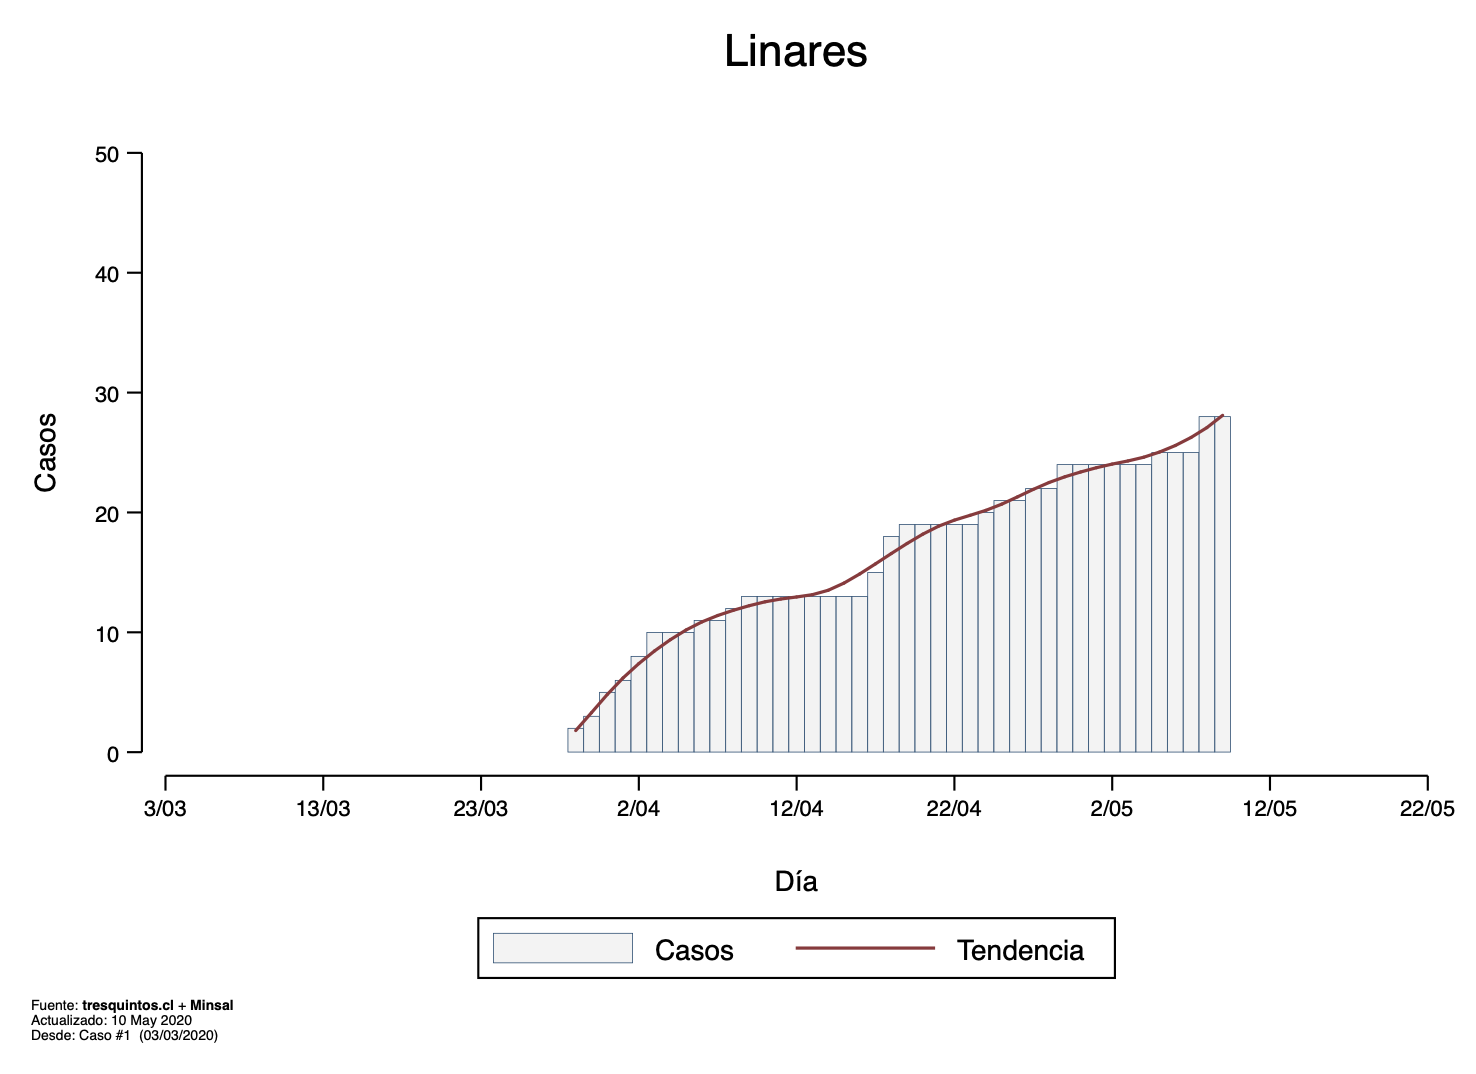 Linares
50
40
30
20
10
0
Casos
3/03 13/03 23/03 2/04 12/04 22/04 2/05 12/05 22/05
Día
Casos Tendencia
Fuente: tresquintos.cl + Minsal
Actualizado: 10 May 2020
Desde: Caso #1 (03/03/2020)